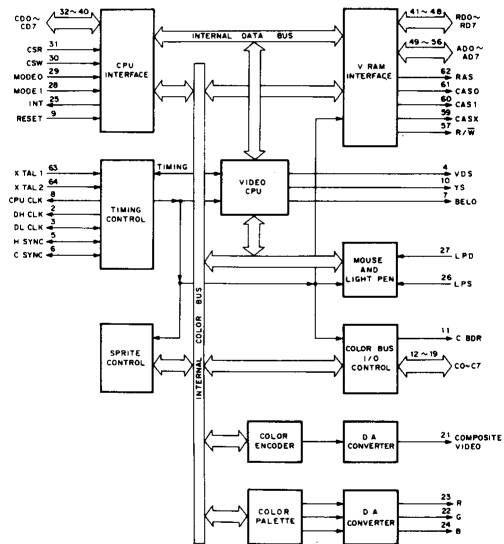 CD0~ CD7
32 ~ 40
CSR 31
CSW 30
MODE0 29
MODE 1 28
INT 25
RESET 9
CPU INTERFACE
INTERNAL DATA BUS
V RAM INTERFACE
41 ~ 48
RD0~ RD7
49 ~ 56
AD0~ AD7
62 RAS
61 CAS0
60 CAS1
59 CASX
57 R/W̅
X TAL 1 63
X TAL 2 64
CPU CLK 8
DH CLK 2
DL CLK 3
H SYNC 5
C SYNC 6
TIMING CONTROL
TIMING
VIDEO CPU
4 VDS
10 YS
7 BELO
INTERNAL COLOR BUS
MOUSE AND LIGHT PEN
27 LPD
26 LPS
SPRITE CONTROL
COLOR BUS I/O CONTROL
11 C BDR
12 ~ 19 C0~C7
COLOR ENCODER
D A CONVERTER
21 COMPOSITE VIDEO
COLOR PALETTE
D A CONVERTER
23 R
22 G
24 B